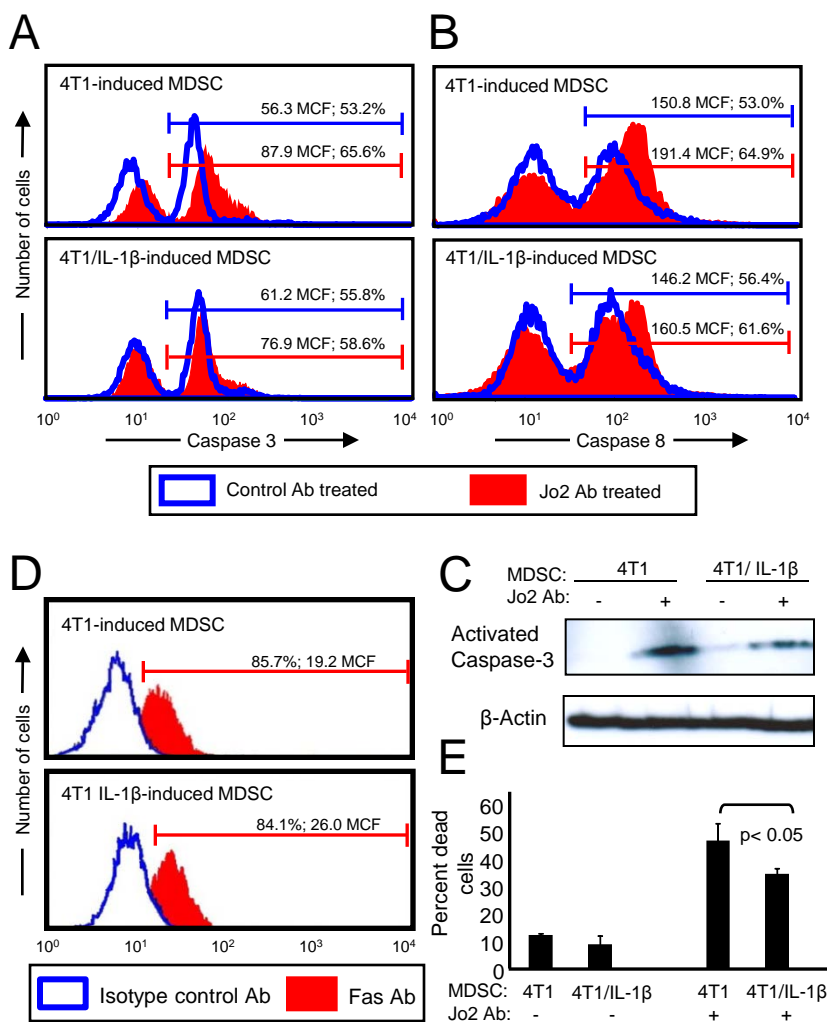 A
4T1-induced MDSC
56.3 MCF; 53.2%
87.9 MCF; 65.6%
4T1/IL-1β-induced MDSC
61.2 MCF; 55.8%
76.9 MCF; 58.6%
Number of cells
10⁰ 10¹ 10² 10³ 10⁴
Caspase 3
B
4T1-induced MDSC
150.8 MCF; 53.0%
191.4 MCF; 64.9%
4T1/IL-1β-induced MDSC
146.2 MCF; 56.4%
160.5 MCF; 61.6%
10⁰ 10¹ 10² 10³ 10⁴
Caspase 8
Control Ab treated
Jo2 Ab treated
D
4T1-induced MDSC
85.7%; 19.2 MCF
4T1 IL-1β-induced MDSC
84.1%; 26.0 MCF
Number of cells
10⁰ 10¹ 10² 10³ 10⁴
Isotype control Ab
Fas Ab
C
MDSC: 4T1 4T1/ IL-1β
Jo2 Ab: - + - +
Activated
Caspase-3
β-Actin
E
Percent dead
cells
60
50
40
30
20
10
0
p< 0.05
MDSC: 4T1 4T1/IL-1β 4T1 4T1/IL-1β
Jo2 Ab: - - + +